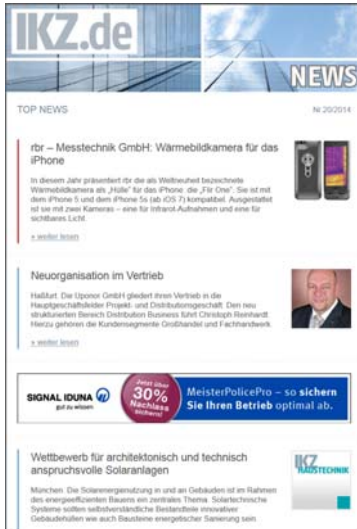 IKZ.de
NEWS
TOP NEWS
Nr 20/2014
rbr – Messtechnik GmbH: Wärmebildkamera für das
iPhone
In diesem Jahr präsentiert rbr die als Weltneuheit bezeichnete
Wärmebildkamera als „Hülle“ für das iPhone: die „Flir One“. Sie ist mit
dem iPhone 5 und dem iPhone 5s (ab iOS 7) kompatibel. Ausgestattet
ist sie mit zwei Kameras – eine für Infrarot-Aufnahmen und eine für
sichtbares Licht.
» weiter lesen
Neuorganisation im Vertrieb
Haßfurt. Die Uponor GmbH gliedert ihren Vertrieb in die
Hauptgeschäftsfelder Projekt- und Distributionsgeschäft. Den neu
strukturierten Bereich Distribution Business führt Christoph Reinhardt.
Hierzu gehören die Kundensegmente Großhandel und Fachhandwerk.
» weiter lesen
SIGNAL IDUNA
gut zu wissen
Jetzt über
30%
Nachlass
sichern!
MeisterPolicePro – so sichern
Sie Ihren Betrieb optimal ab.
Wettbewerb für architektonisch und technisch
anspruchsvolle Solaranlagen
IKZ
HAUSTECHNIK
München. Die Solarenergienutzung in und an Gebäuden ist im Rahmen
des energieeffizienten Bauens ein zentrales Thema. Solartechnische
Systeme sollten selbstverständliche Bestandteile innovativer
Gebäudehüllen wie auch Bausteine energetischer Sanierung sein.